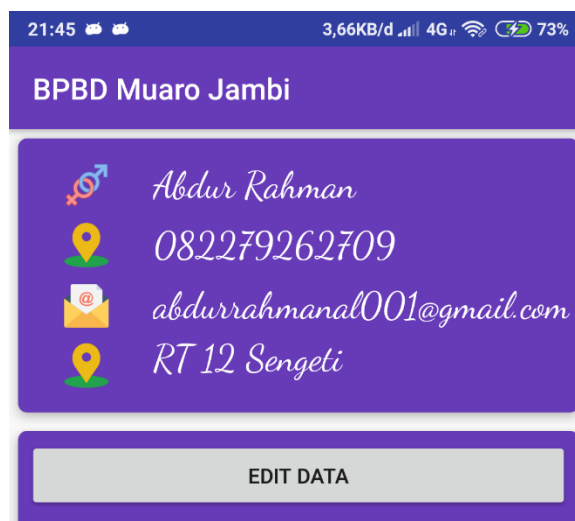 21:45 3,66KB/d 4G 73%
BPBD Muaro Jambi
Abdur Rahman
082279262709
@
abdurrahmanal001@gmail.com
RT 12 Sengeti
EDIT DATA